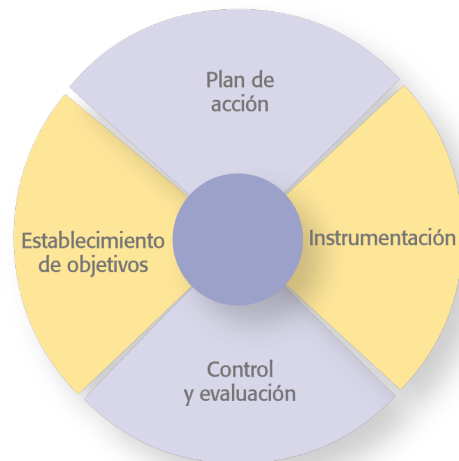 Plan de
acción
Establecimiento
de objetivos
Instrumentación
Control
y evaluación